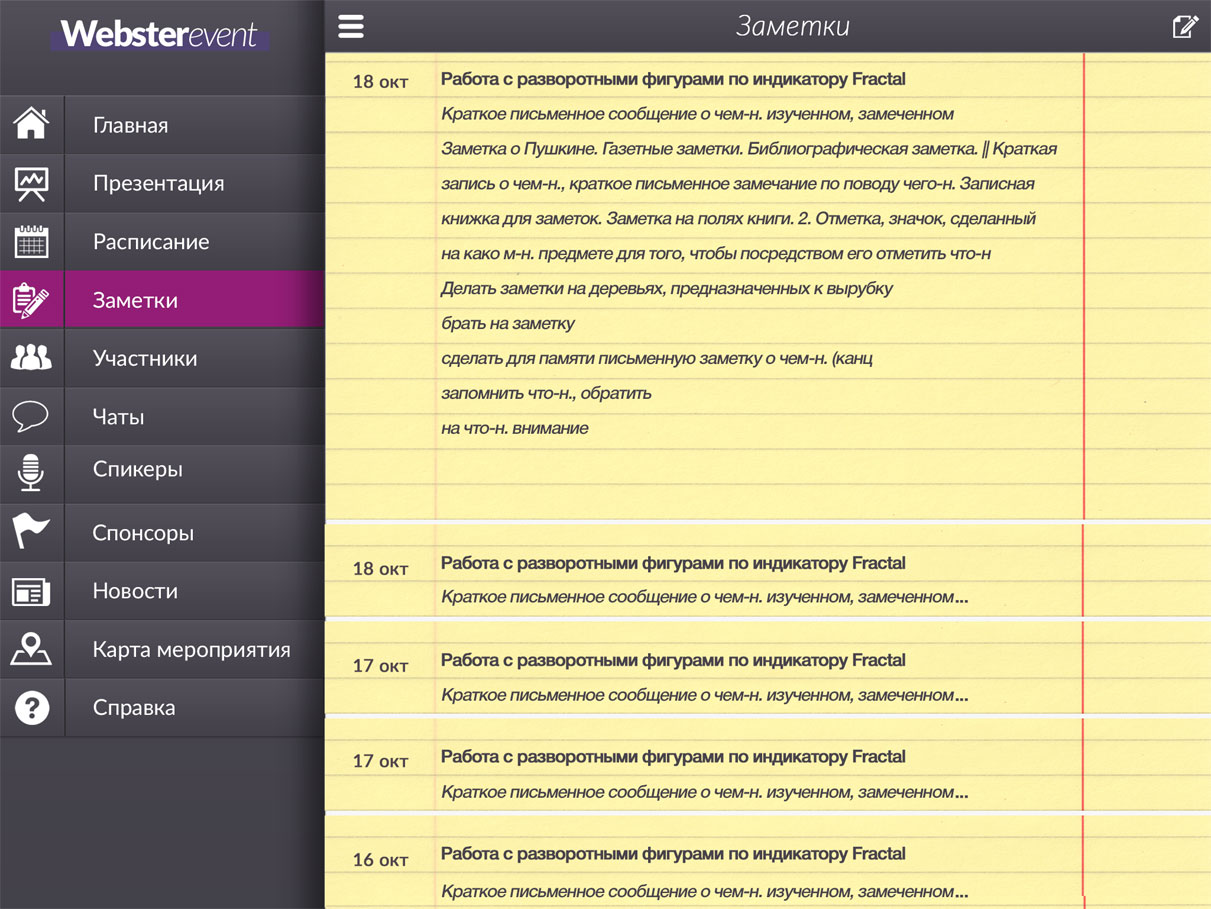 Websterevent
Заметки
Главная
Презентация
Расписание
Заметки
Участники
Чаты
Спикеры
Спонсоры
Новости
Карта мероприятия
Справка
18 окт
Работа с разворотными фигурами по индикатору Fractal
Краткое письменное сообщение о чем-н. изученном, замеченном
Заметка о Пушкине. Газетные заметки. Библиографическая заметка. || Краткая
запись о чем-н., краткое письменное замечание по поводу чего-н. Записная
книжка для заметок. Заметка на полях книги. 2. Отметка, значок, сделанный
на како м-н. предмете для того, чтобы посредством его отметить что-н
Делать заметки на деревьях, предназначенных к вырубку
брать на заметку
сделать для памяти письменную заметку о чем-н. (канц
запомнить что-н., обратить
на что-н. внимание
18 окт
Работа с разворотными фигурами по индикатору Fractal
Краткое письменное сообщение о чем-н. изученном, замеченном...
17 окт
Работа с разворотными фигурами по индикатору Fractal
Краткое письменное сообщение о чем-н. изученном, замеченном...
17 окт
Работа с разворотными фигурами по индикатору Fractal
Краткое письменное сообщение о чем-н. изученном, замеченном...
16 окт
Работа с разворотными фигурами по индикатору Fractal
Краткое письменное сообщение о чем-н. изученном, замеченном...